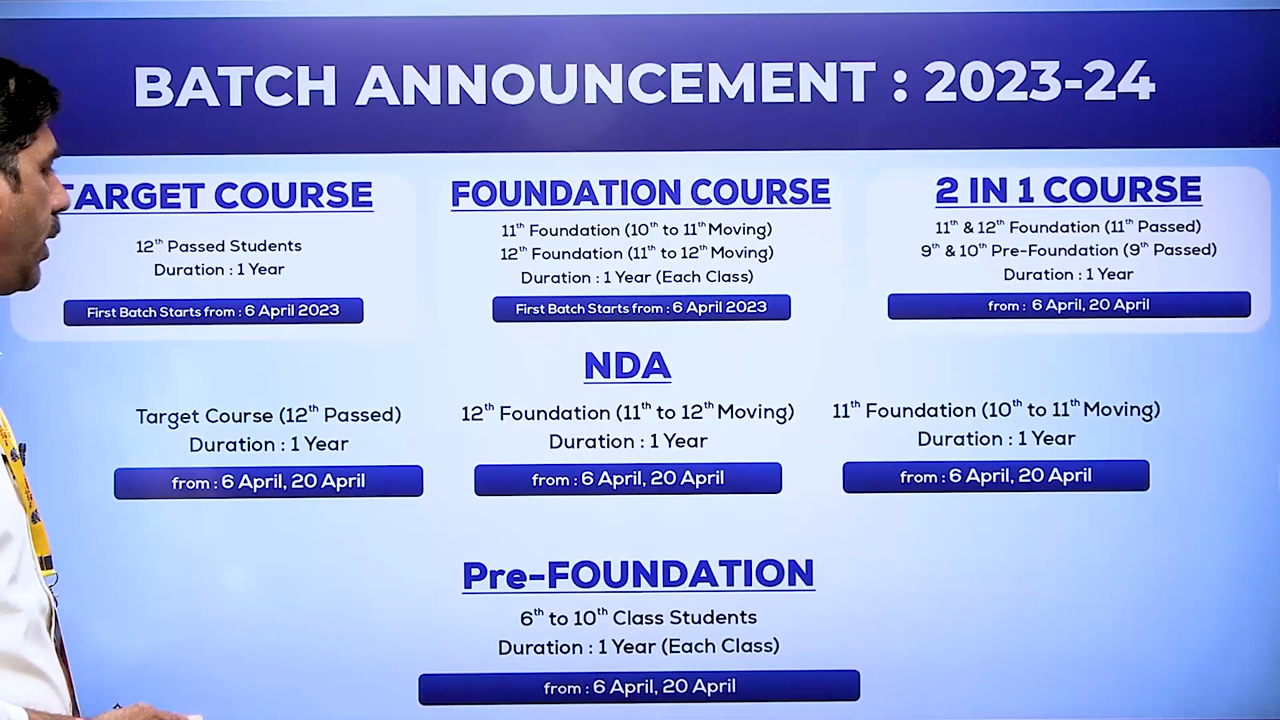 BATCH ANNOUNCEMENT : 2023-24
TARGET COURSE
12th Passed Students
Duration : 1 Year
First Batch Starts from : 6 April 2023
FOUNDATION COURSE
11th Foundation (10th to 11th Moving)
12th Foundation (11th to 12th Moving)
Duration : 1 Year (Each Class)
First Batch Starts from : 6 April 2023
2 IN 1 COURSE
11th & 12th Foundation (11th Passed)
9th & 10th Pre-Foundation (9th Passed)
Duration : 1 Year
from : 6 April, 20 April
NDA
Target Course (12th Passed)
Duration : 1 Year
from : 6 April, 20 April
12th Foundation (11th to 12th Moving)
Duration : 1 Year
from : 6 April, 20 April
11th Foundation (10th to 11th Moving)
Duration : 1 Year
from : 6 April, 20 April
Pre-FOUNDATION
6th to 10th Class Students
Duration : 1 Year (Each Class)
from : 6 April, 20 April